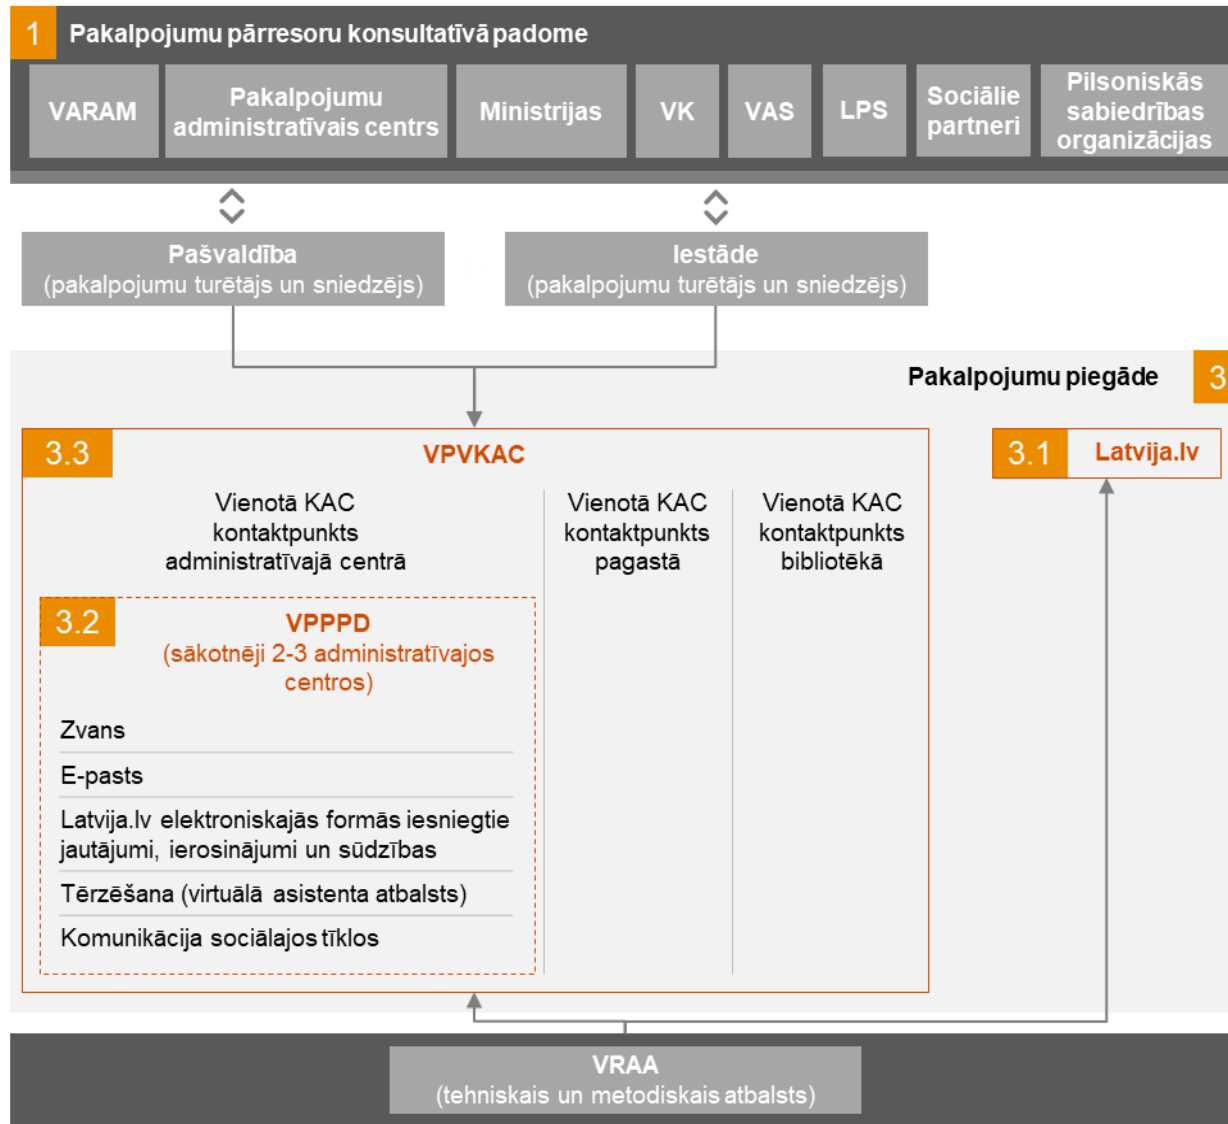 1 Pakalpojumu pārresoru konsultatīvā padome
VARAM
Pakalpojumu
administratīvais centrs
Ministrijas
VK
VAS
LPS
Sociālie
partneri
Pilsoniskās
sabiedrības
organizācijas
Pašvaldība
(pakalpojumu turētājs un sniedzējs)
Iestāde
(pakalpojumu turētājs un sniedzējs)
Pakalpojumu piegāde 3
3.3 VPVKAC
3.1 Latvija.lv
Vienotā KAC
kontaktpunkts
administratīvajā centrā
Vienotā KAC
kontaktpunkts
pagastā
Vienotā KAC
kontaktpunkts
bibliotēkā
3.2 VPPPD
(sākotnēji 2-3 administratīvajos
centros)
Zvans
E-pasts
Latvija.lv elektroniskajās formās iesniegtie
jautājumi, ierosinājumi un sūdzības
Tērzēšana (virtuālā asistenta atbalsts)
Komunikācija sociālajos tīklos
VRAA
(tehniskais un metodiskais atbalsts)